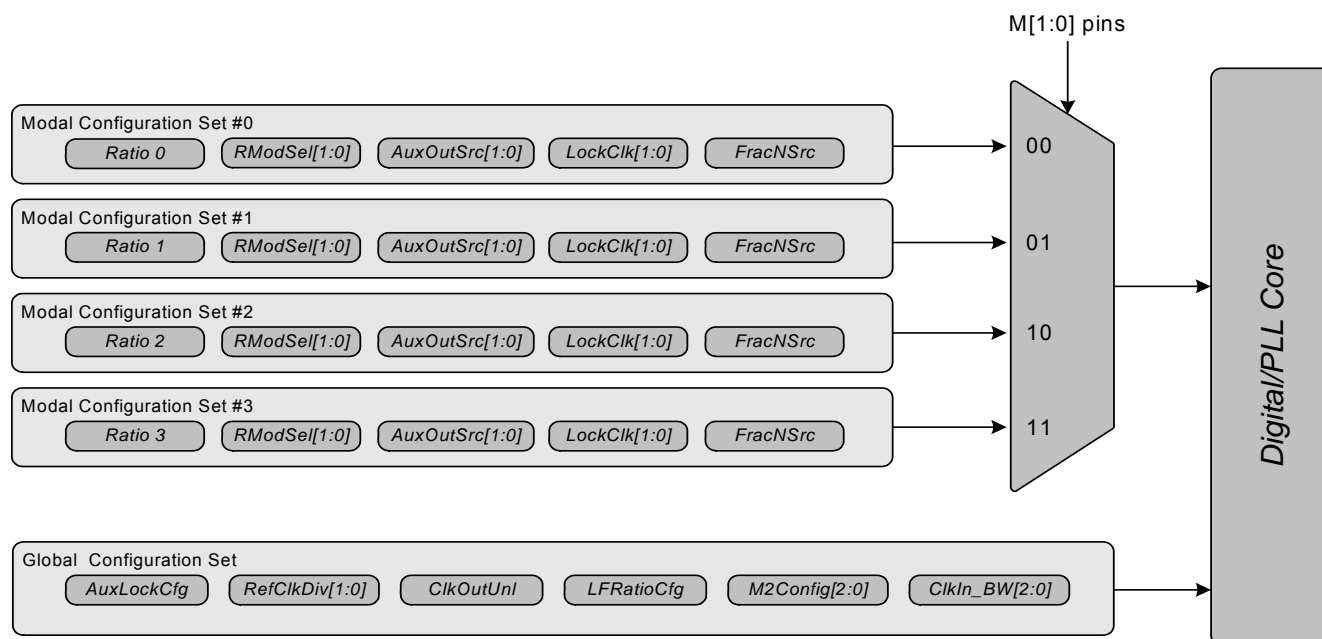 M[1:0] pins
Modal Configuration Set #0
Ratio 0 RModSel[1:0] AuxOutSrc[1:0] LockClk[1:0] FracNSrc
00
Modal Configuration Set #1
Ratio 1 RModSel[1:0] AuxOutSrc[1:0] LockClk[1:0] FracNSrc
01
Modal Configuration Set #2
Ratio 2 RModSel[1:0] AuxOutSrc[1:0] LockClk[1:0] FracNSrc
10
Modal Configuration Set #3
Ratio 3 RModSel[1:0] AuxOutSrc[1:0] LockClk[1:0] FracNSrc
11
Digital/PLL Core
Global Configuration Set
AuxLockCfg RefClkDiv[1:0] ClkOutUnl LFRatioCfg M2Config[2:0] ClkIn_BW[2:0]